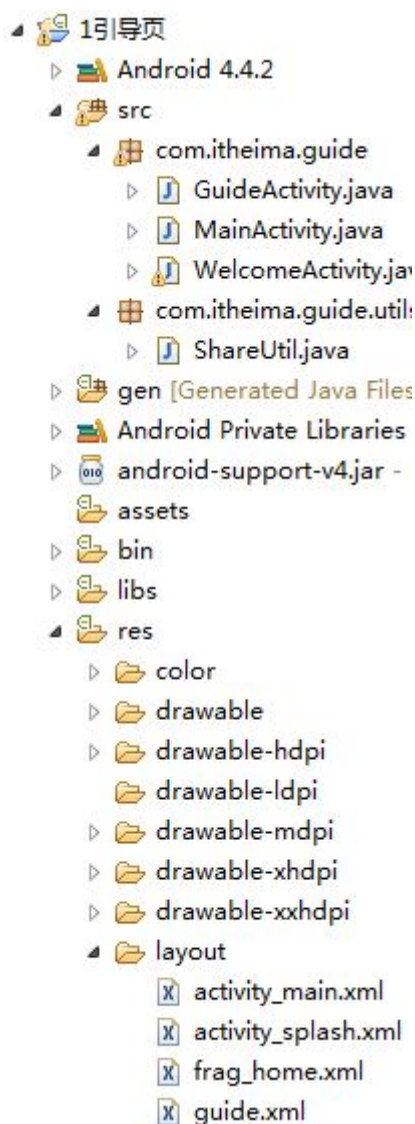 1引导页
Android 4.4.2
src
com.itheima.guide
GuideActivity.java
MainActivity.java
WelcomeActivity.jav
com.itheima.guide.utils
ShareUtil.java
gen [Generated Java Files
Android Private Libraries
android-support-v4.jar -
assets
bin
libs
res
color
drawable
drawable-hdpi
drawable-ldpi
drawable-mdpi
drawable-xhdpi
drawable-xxhdpi
layout
activity_main.xml
activity_splash.xml
frag_home.xml
guide.xml